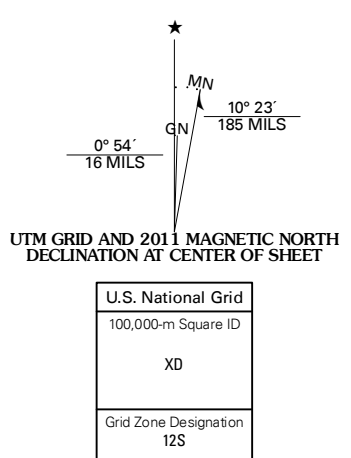 ★
MN
10° 23´
185 MILS
GN
0° 54´
16 MILS
UTM GRID AND 2011 MAGNETIC NORTH
DECLINATION AT CENTER OF SHEET
U.S. National Grid
100,000-m Square ID
XD
Grid Zone Designation
12S